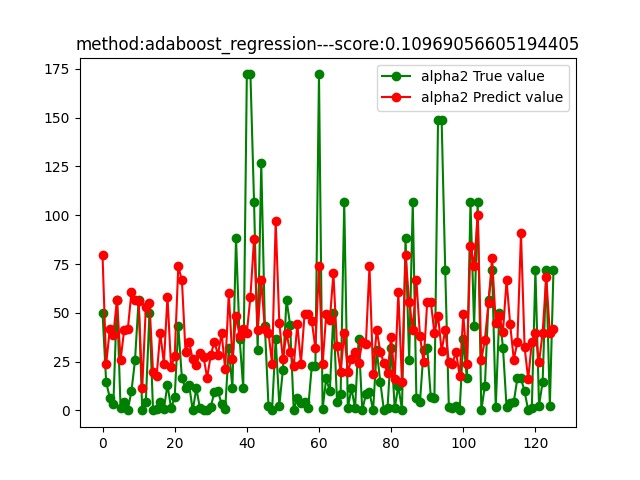 method:adaboost_regression---score:0.10969056605194405
alpha2 True value
alpha2 Predict value
175
150
125
100
75
50
25
0
0 20 40 60 80 100 120